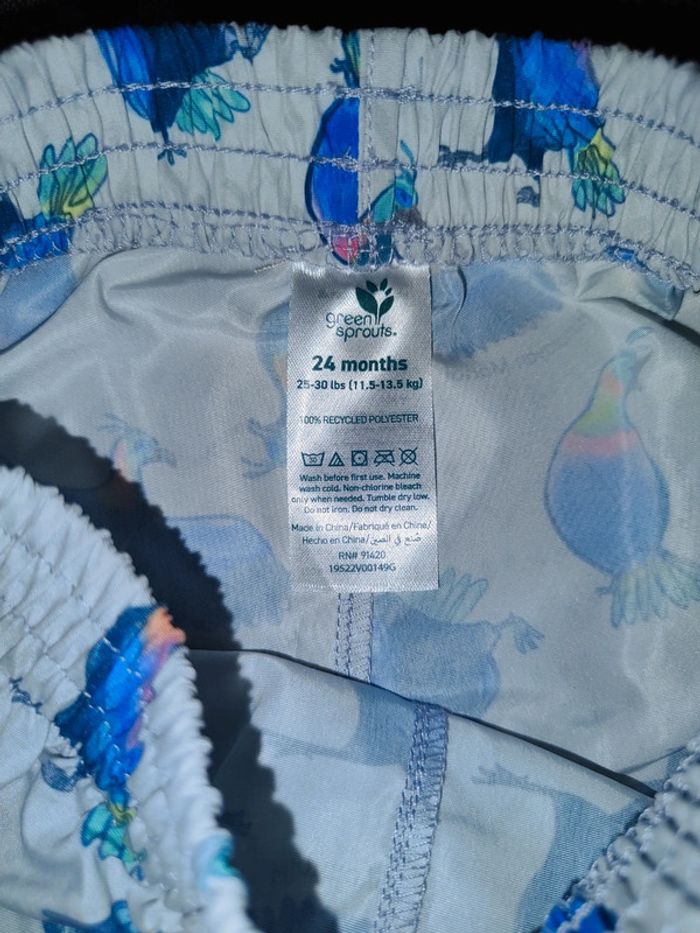 green
sprouts®
24 months
25-30 lbs (11.5-13.5 kg)
100% RECYCLED POLYESTER
30
Wash before first use. Machine
wash cold. Non-chlorine bleach
only when needed. Tumble dry low.
Do not iron. Do not dry clean.
Made in China/Fabriqué en Chine/
Hecho en China/صُنع في الصين
RN# 91420
19S22V00149G